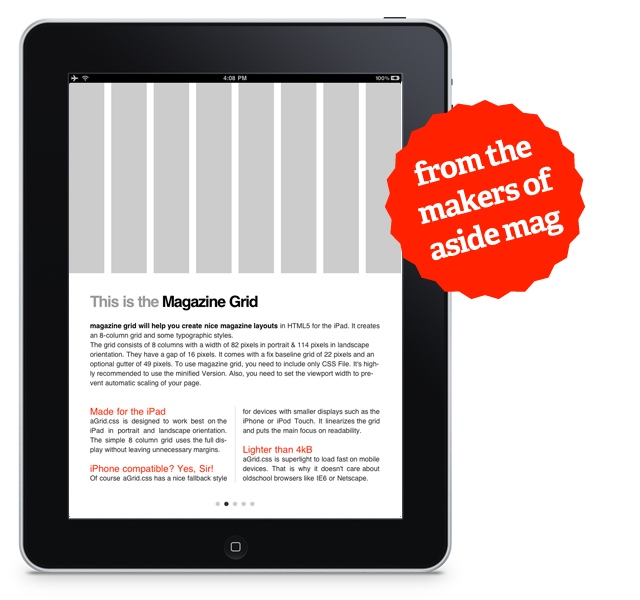 4:08 PM
100%
from the
makers of
aside mag
This is the Magazine Grid
magazine grid will help you create nice magazine layouts in HTML5 for the iPad. It creates
an 8-column grid and some typographic styles.
The grid consists of 8 columns with a width of 82 pixels in portrait & 114 pixels in landscape
orientation. They have a gap of 16 pixels. It comes with a fix baseline grid of 22 pixels and an
optional gutter of 49 pixels. To use magazine grid, you need to include only CSS File. It's high-
ly recommended to use the minified Version. Also, you need to set the viewport width to pre-
vent automatic scaling of your page.
Made for the iPad
aGrid.css is designed to work best on the
iPad in portrait and landscape orientation.
The simple 8 column grid uses the full dis-
play without leaving unnecessary margins.
iPhone compatible? Yes, Sir!
Of course aGrid.css has a nice fallback style
for devices with smaller displays such as the
iPhone or iPod Touch. It linearizes the grid
and puts the main focus on readability.
Lighter than 4kB
aGrid.css is superlight to load fast on mobile
devices. That is why it doesn't care about
oldschool browsers like IE6 or Netscape.